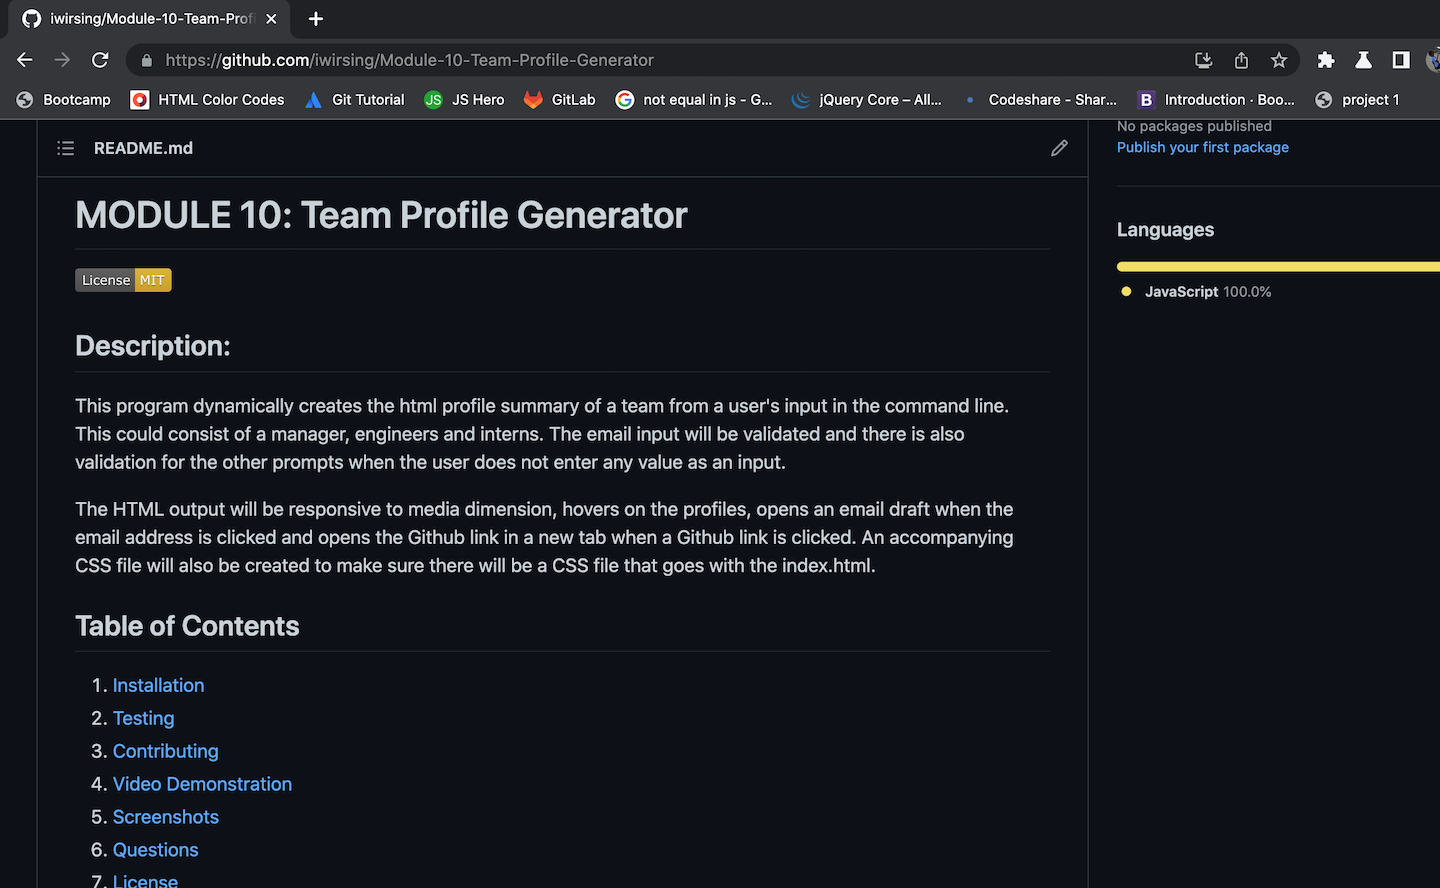 iwirsing/Module-10-Team-Prof
https://github.com/iwirsing/Module-10-Team-Profile-Generator
Bootcamp HTML Color Codes Git Tutorial JS JS Hero GitLab not equal in js - G... jQuery Core – All... Codeshare - Shar... B Introduction · Boo... project 1
README.md
MODULE 10: Team Profile Generator
License MIT
Description:
This program dynamically creates the html profile summary of a team from a user's input in the command line.
This could consist of a manager, engineers and interns. The email input will be validated and there is also
validation for the other prompts when the user does not enter any value as an input.
The HTML output will be responsive to media dimension, hovers on the profiles, opens an email draft when the
email address is clicked and opens the Github link in a new tab when a Github link is clicked. An accompanying
CSS file will also be created to make sure there will be a CSS file that goes with the index.html.
Table of Contents
1. Installation
2. Testing
3. Contributing
4. Video Demonstration
5. Screenshots
6. Questions
7. License
No packages published
Publish your first package
Languages
JavaScript 100.0%